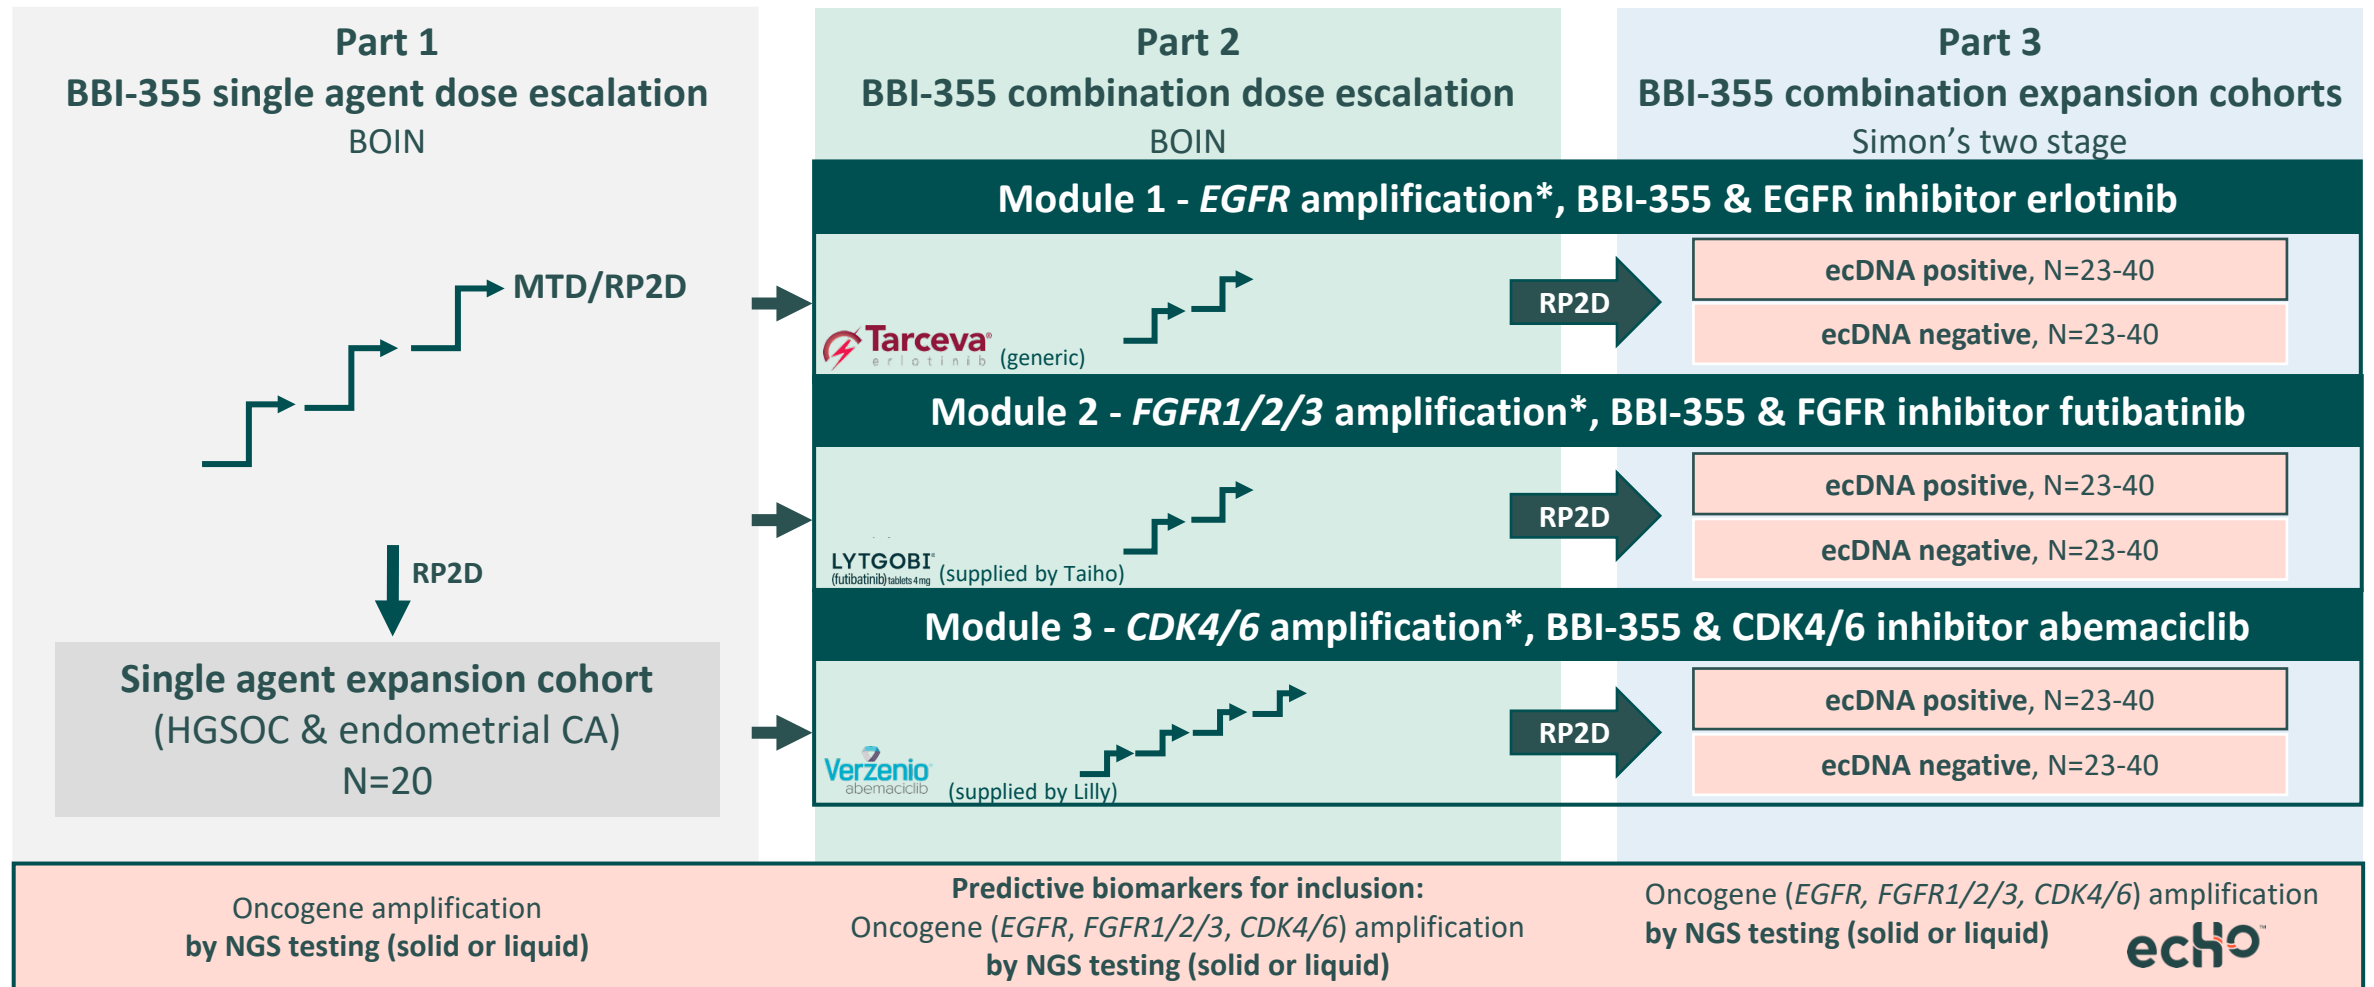 Part 1
BBI-355 single agent dose escalation
BOIN
MTD/RP2D
RP2D
Single agent expansion cohort
(HGSOC & endometrial CA)
N=20
Part 2
BBI-355 combination dose escalation
BOIN
Part 3
BBI-355 combination expansion cohorts
Simon's two stage
Module 1 - EGFR amplification*, BBI-355 & EGFR inhibitor erlotinib
Tarceva®
erlotinib (generic)
RP2D
ecDNA positive, N=23-40
ecDNA negative, N=23-40
Module 2 - FGFR1/2/3 amplification*, BBI-355 & FGFR inhibitor futibatinib
LYTGOBI®
(futibatinib) tablets 4 mg (supplied by Taiho)
RP2D
ecDNA positive, N=23-40
ecDNA negative, N=23-40
Module 3 - CDK4/6 amplification*, BBI-355 & CDK4/6 inhibitor abemaciclib
Verzenio
abemaciclib (supplied by Lilly)
RP2D
ecDNA positive, N=23-40
ecDNA negative, N=23-40
Oncogene amplification
by NGS testing (solid or liquid)
Predictive biomarkers for inclusion:
Oncogene (EGFR, FGFR1/2/3, CDK4/6) amplification
by NGS testing (solid or liquid)
Oncogene (EGFR, FGFR1/2/3, CDK4/6) amplification
by NGS testing (solid or liquid)
ecHO™